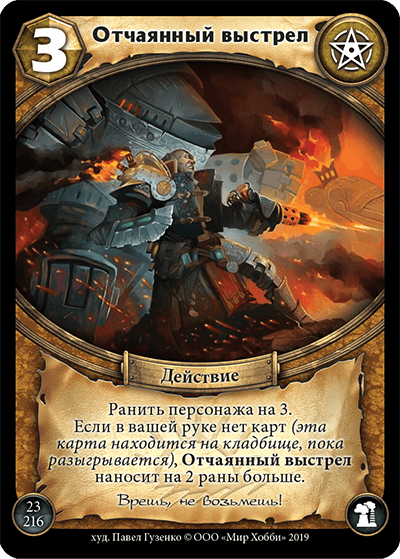 3
Отчаянный выстрел
Действие
Ранить персонажа на 3.
Если в вашей руке нет карт (эта
карта находится на кладбище, пока
разыгрывается), Отчаянный выстрел
наносит на 2 раны больше.
Врешь, не возьмешь!
23
216
худ. Павел Гузенко © ООО «Мир Хобби» 2019